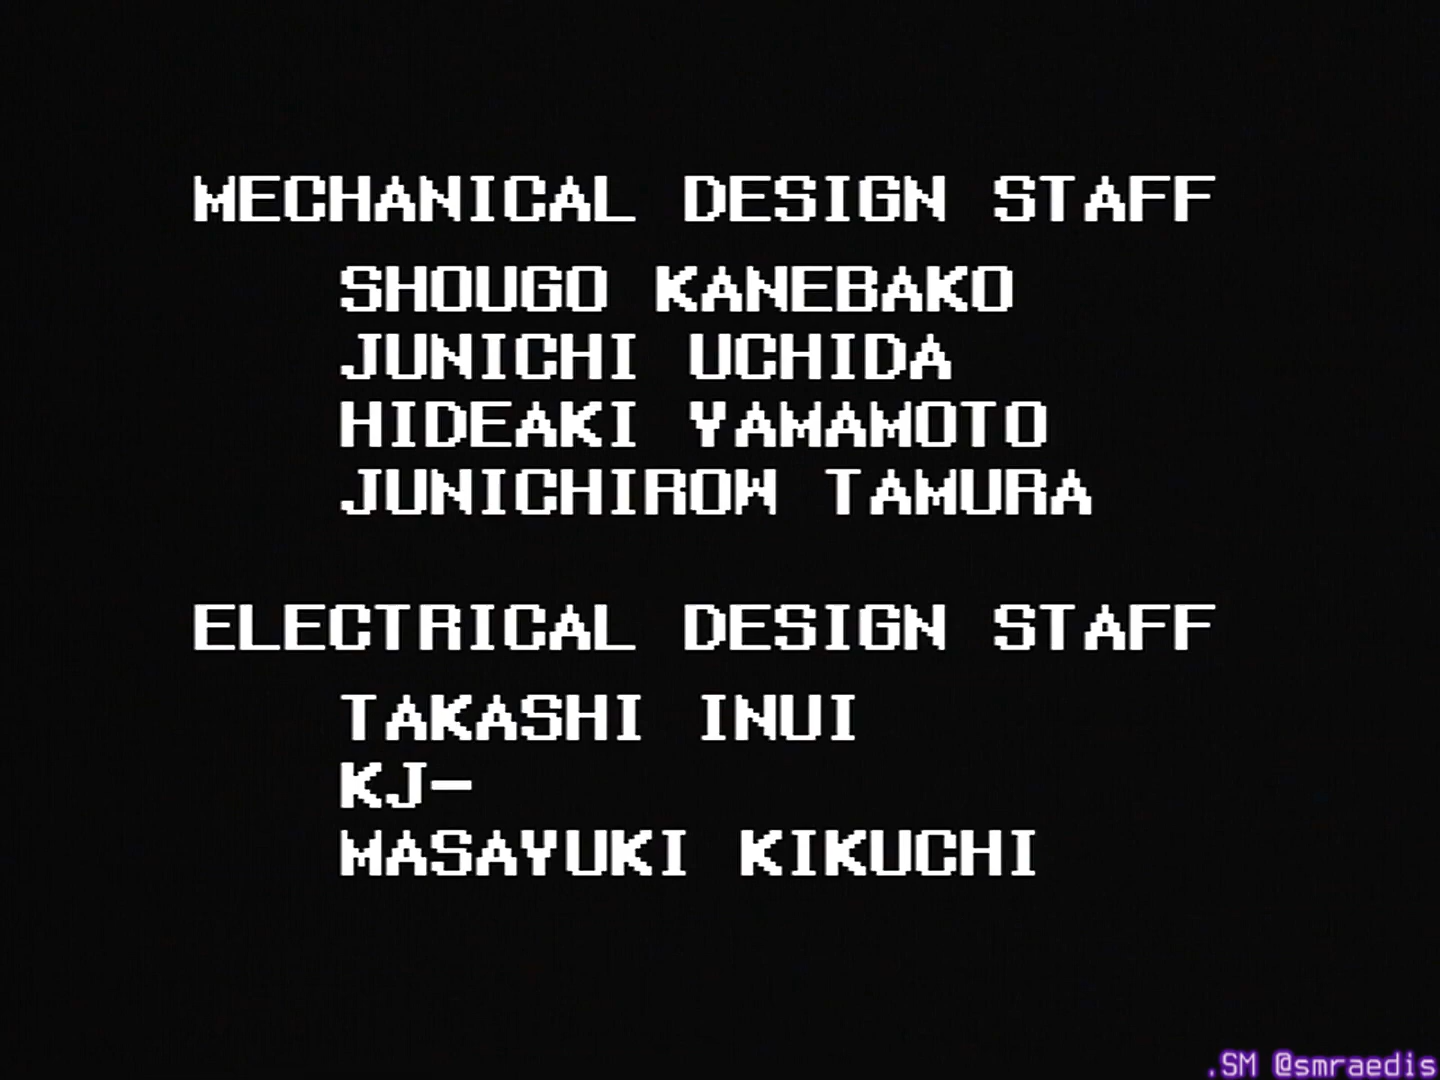 MECHANICAL DESIGN STAFF
SHOUGO KANEBAKO
JUNICHI UCHIDA
HIDEAKI YAMAMOTO
JUNICHIROW TAMURA
ELECTRICAL DESIGN STAFF
TAKASHI INUI
KJ-
MASAYUKI KIKUCHI
.SM @smraedis